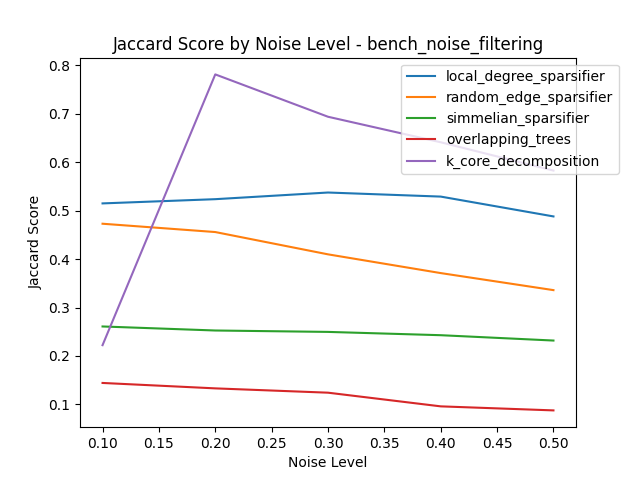 Jaccard Score by Noise Level - bench_noise_filtering
local_degree_sparsifier
random_edge_sparsifier
simmelian_sparsifier
overlapping_trees
k_core_decomposition
Jaccard Score
0.8
0.7
0.6
0.5
0.4
0.3
0.2
0.1
0.10 0.15 0.20 0.25 0.30 0.35 0.40 0.45 0.50
Noise Level